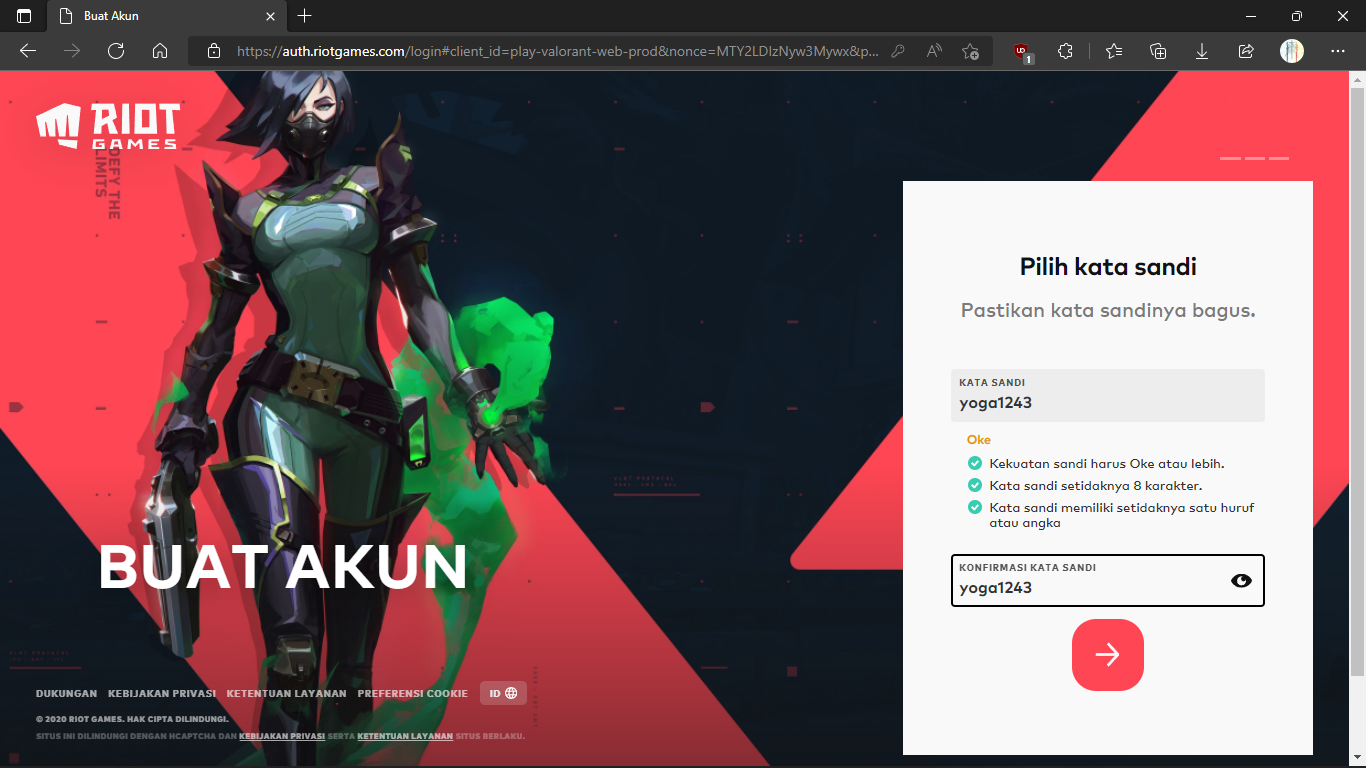 Buat Akun
https://auth.riotgames.com/login#client_id=play-valorant-web-prod&nonce=MTY2LDIzNyw3Mywx&p...
UO
1
RIOT
GAMES
DEFY THE
LIMITS
Pilih kata sandi
Pastikan kata sandinya bagus.
KATA SANDI
yoga1243
Oke
Kekuatan sandi harus Oke atau lebih.
Kata sandi setidaknya 8 karakter.
Kata sandi memiliki setidaknya satu huruf
atau angka
KONFIRMASI KATA SANDI
yoga1243
BUAT AKUN
DUKUNGAN KEBIJAKAN PRIVASI KETENTUAN LAYANAN PREFERENSI COOKIE ID
© 2020 RIOT GAMES. HAK CIPTA DILINDUNGI.
SITUS INI DILINDUNGI DENGAN HCAPTCHA DAN KEBIJAKAN PRIVASI SERTA KETENTUAN LAYANAN SITUS BERLAKU.